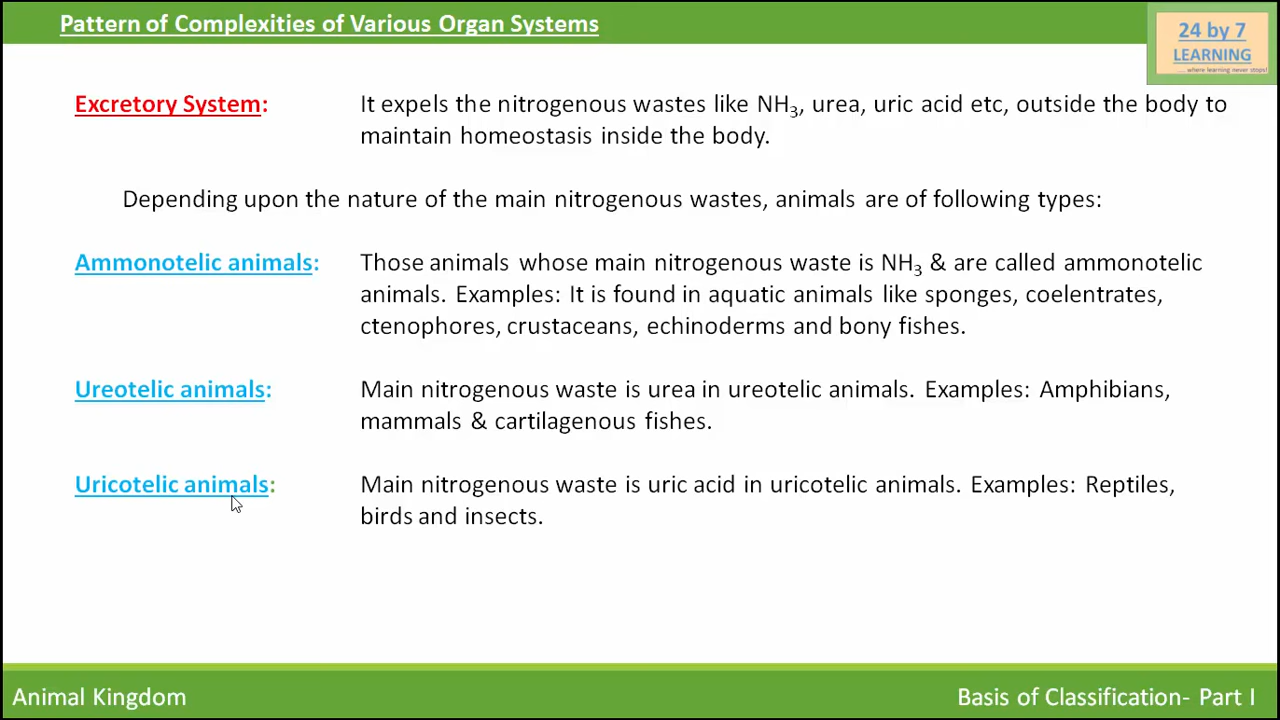 Pattern of Complexities of Various Organ Systems
24 by 7
LEARNING
.....where learning never stops!
Excretory System: It expels the nitrogenous wastes like NH₃, urea, uric acid etc, outside the body to
maintain homeostasis inside the body.
Depending upon the nature of the main nitrogenous wastes, animals are of following types:
Ammonotelic animals: Those animals whose main nitrogenous waste is NH₃ & are called ammonotelic
animals. Examples: It is found in aquatic animals like sponges, coelentrates,
ctenophores, crustaceans, echinoderms and bony fishes.
Ureotelic animals: Main nitrogenous waste is urea in ureotelic animals. Examples: Amphibians,
mammals & cartilagenous fishes.
Uricotelic animals: Main nitrogenous waste is uric acid in uricotelic animals. Examples: Reptiles,
birds and insects.
Animal Kingdom
Basis of Classification- Part I